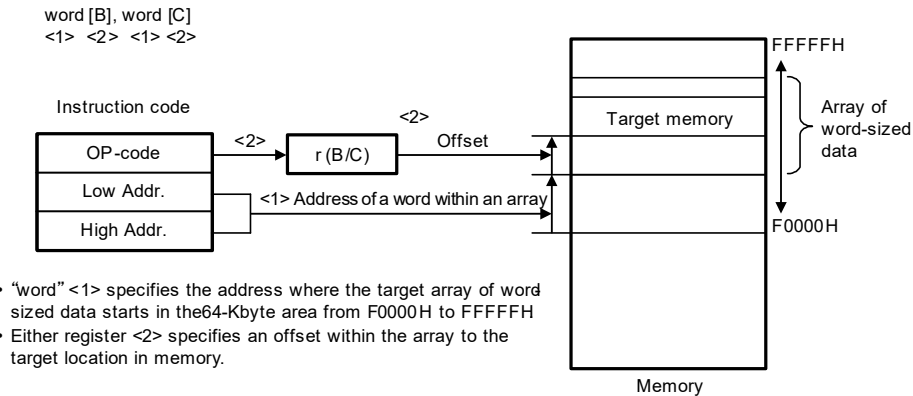 word [B], word [C]
<1> <2> <1> <2>
Instruction code
OP-code
Low Addr.
High Addr.
<2>
r (B/C)
<2>
Offset
<1> Address of a word within an array
FFFFFH
Target memory
Array of
word-sized
data
F0000H
Memory
• “word” <1> specifies the address where the target array of word-
sized data starts in the64-Kbyte area from F0000H to FFFFFH
• Either register <2> specifies an offset within the array to the
target location in memory.